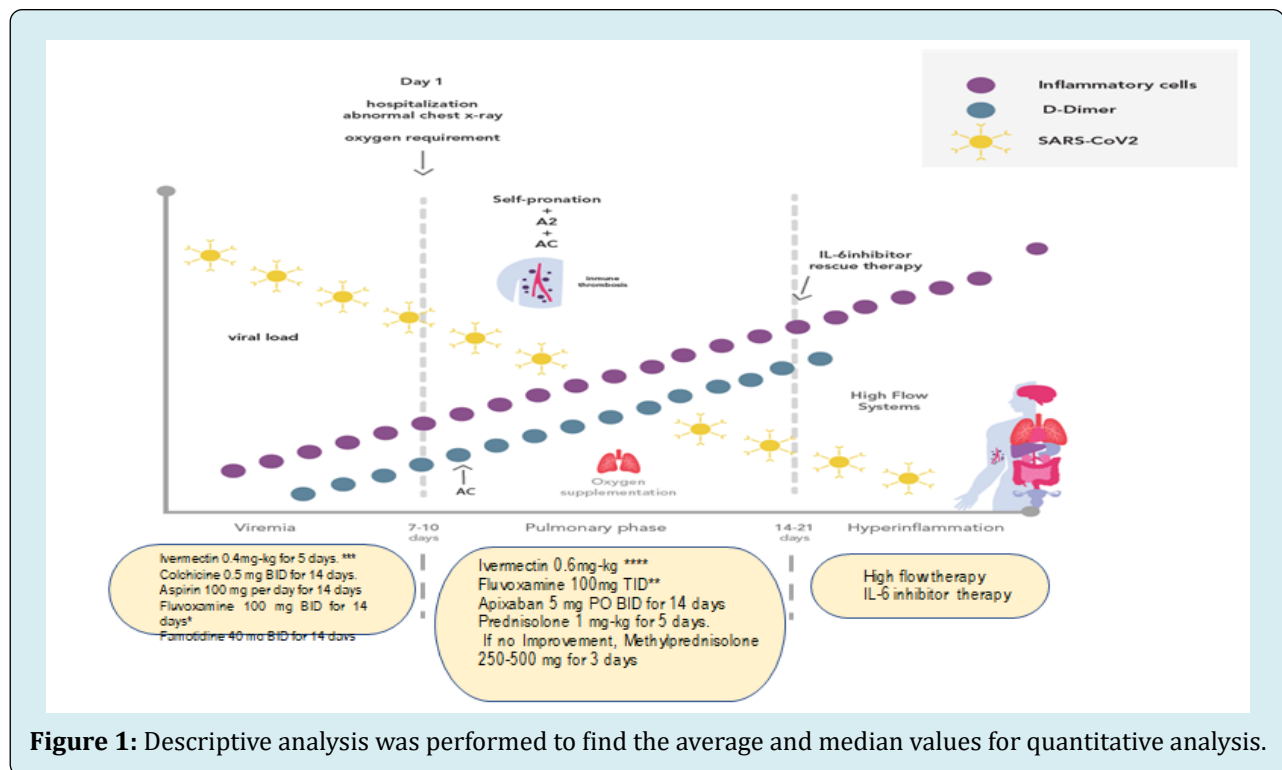 Day 1
hospitalization
abnormal chest x-ray
oxygen requirement
Inflammatory cells
D-Dimer
SARS-CoV2
Self-pronation
+
A2
+
AC
Inmune
thrombosis
IL-6inhibitor
rescue therapy
viral load
High Flow
Systems
AC
Oxygen
supplementation
Viremia
7-10
days
Pulmonary phase
14-21
days
Hyperinflammation
Ivermectin 0.4mg-kg for 5 days. ***
Colchicine 0.5 mg BID for 14 days.
Aspirin 100 mg per day for 14 days
Fluvoxamine 100 mg BID for 14
days*
Famotidine 40 mg BID for 14 days
Ivermectin 0.6mg-kg ****
Fluvoxamine 100mg TID**
Apixaban 5 mg PO BID for 14 days
Prednisolone 1 mg-kg for 5 days.
If no Improvement, Methylprednisolone
250-500 mg for 3 days
High flow therapy
IL-6 inhibitor therapy
Figure 1: Descriptive analysis was performed to find the average and median values for quantitative analysis.